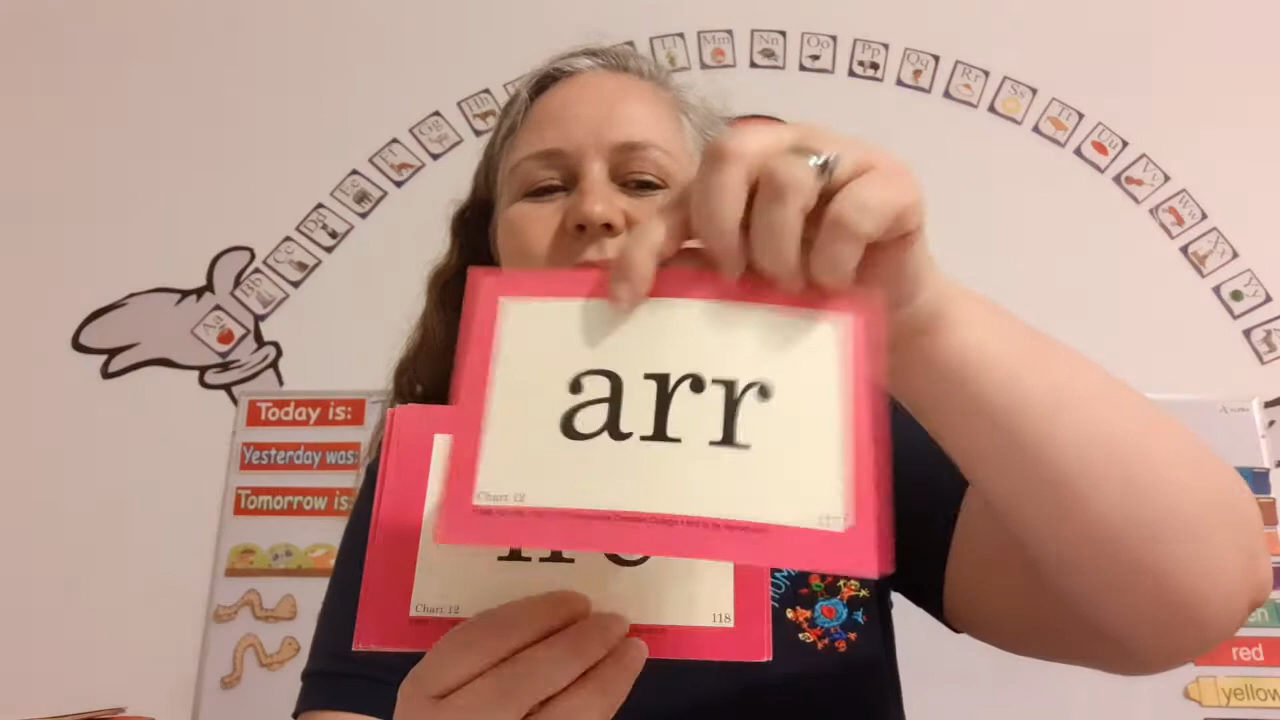 Ll Mm Nn Oo Pp Qq Rr Ss Tt Uu Vv Ww Xx Yy
Hh
Gg
Ff
Ee
Dd
Cc
Bb
Aa
arr
Chart 12
Today is:
Yesterday was:
Tomorrow is:
Chart 12
118
red
yellow